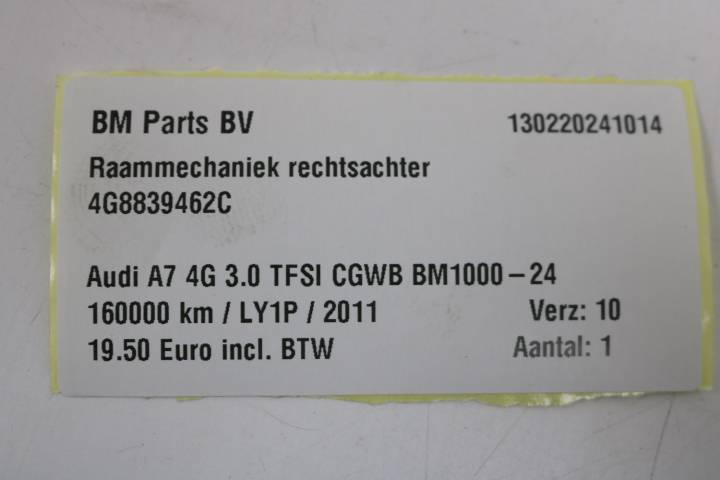 BM Parts BV 130220241014
Raammechaniek rechtsachter
4G8839462C
Audi A7 4G 3.0 TFSI CGWB BM1000-24
160000 km / LY1P / 2011 Verz: 10
19.50 Euro incl. BTW Aantal: 1